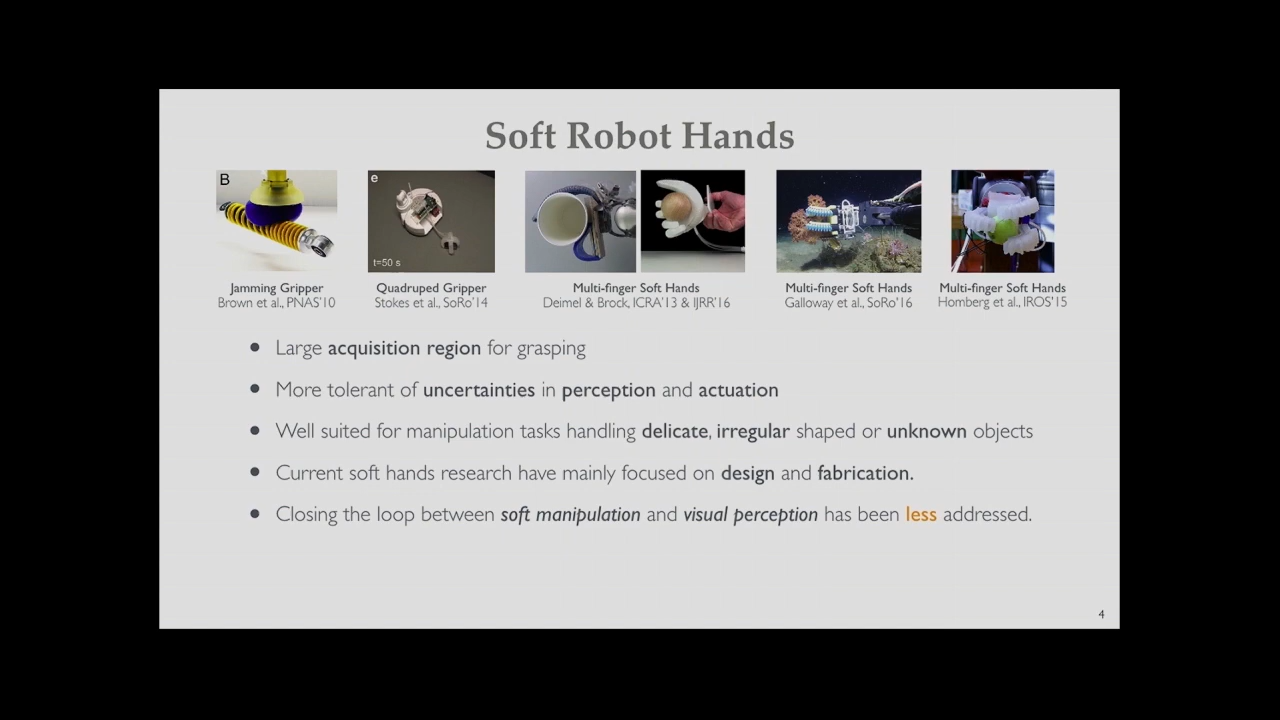 Soft Robot Hands
B
e
t=50 s
Jamming Gripper
Brown et al., PNAS'10
Quadruped Gripper
Stokes et al., SoRo'14
Multi-finger Soft Hands
Deimel & Brock, ICRA'13 & IJRR'16
Multi-finger Soft Hands
Galloway et al., SoRo'16
Multi-finger Soft Hands
Homberg et al., IROS'15
• Large acquisition region for grasping
• More tolerant of uncertainties in perception and actuation
• Well suited for manipulation tasks handling delicate, irregular shaped or unknown objects
• Current soft hands research have mainly focused on design and fabrication.
• Closing the loop between soft manipulation and visual perception has been less addressed.
4